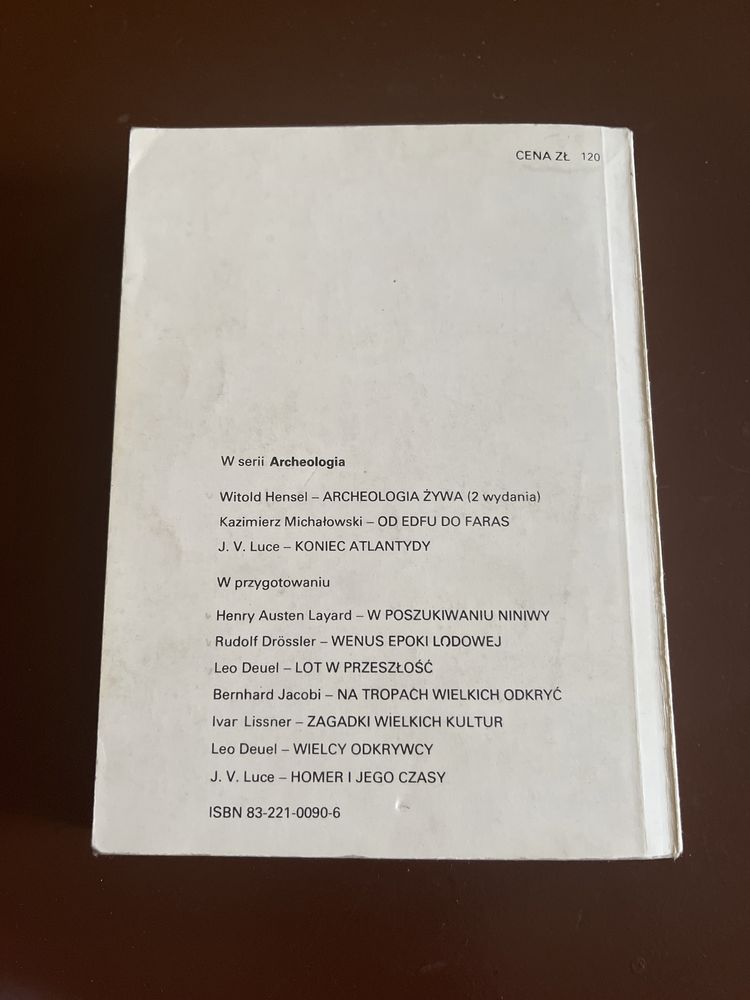 CENA ZŁ 120
W serii Archeologia
Witold Hensel – ARCHEOLOGIA ŻYWA (2 wydania)
Kazimierz Michałowski – OD EDFU DO FARAS
J. V. Luce – KONIEC ATLANTYDY
W przygotowaniu
Henry Austen Layard – W POSZUKIWANIU NINIWY
Rudolf Drössler – WENUS EPOKI LODOWEJ
Leo Deuel – LOT W PRZESZŁOŚĆ
Bernhard Jacobi – NA TROPACH WIELKICH ODKRYĆ
Ivar Lissner – ZAGADKI WIELKICH KULTUR
Leo Deuel – WIELCY ODKRYWCY
J. V. Luce – HOMER I JEGO CZASY
ISBN 83-221-0090-6